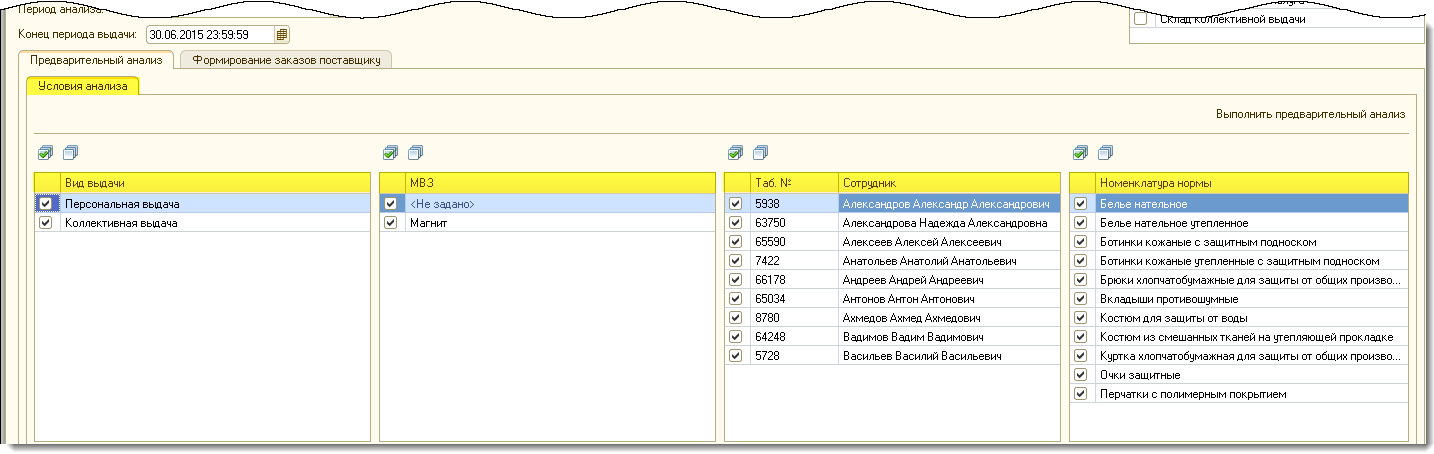 Период анализа:
Склад коллективной выдачи
Конец периода выдачи: 30.06.2015 23:59:59
Предварительный анализ Формирование заказов поставщику
Условия анализа
Выполнить предварительный анализ
Вид выдачи
Персональная выдача
Коллективная выдача
МВЗ
<Не задано>
Магнит
Таб. № Сотрудник
5938 Александров Александр Александрович
63750 Александрова Надежда Александровна
65590 Алексеев Алексей Алексеевич
7422 Анатольев Анатолий Анатольевич
66178 Андреев Андрей Андреевич
65034 Антонов Антон Антонович
8780 Ахмедов Ахмед Ахмедович
64248 Вадимов Вадим Вадимович
5728 Васильев Василий Васильевич
Номенклатура нормы
Белье нательное
Белье нательное утепленное
Ботинки кожаные с защитным подноском
Ботинки кожаные утепленные с защитным подноском
Брюки хлопчатобумажные для защиты от общих произво...
Вкладыши противошумные
Костюм для защиты от воды
Костюм из смешанных тканей на утепляющей прокладке
Куртка хлопчатобумажная для защиты от общих произво...
Очки защитные
Перчатки с полимерным покрытием